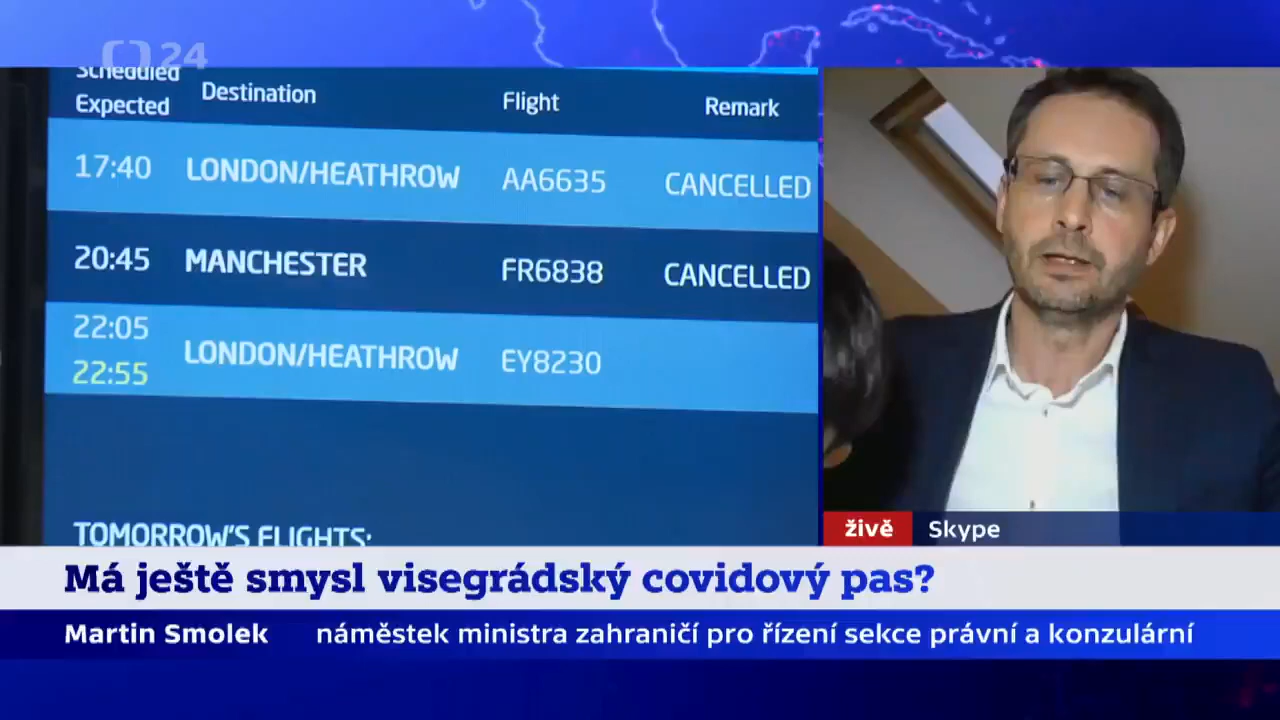 24
Scheduled
Expected
Destination
Flight
Remark
17:40 LONDON/HEATHROW AA6635 CANCELLED
20:45 MANCHESTER FR6838 CANCELLED
22:05
22:55
LONDON/HEATHROW EY8230
TOMORROW'S FLIGHTS:
živě Skype
Má ještě smysl visegrádský covidový pas?
Martin Smolek náměstek ministra zahraničí pro řízení sekce právní a konzulární